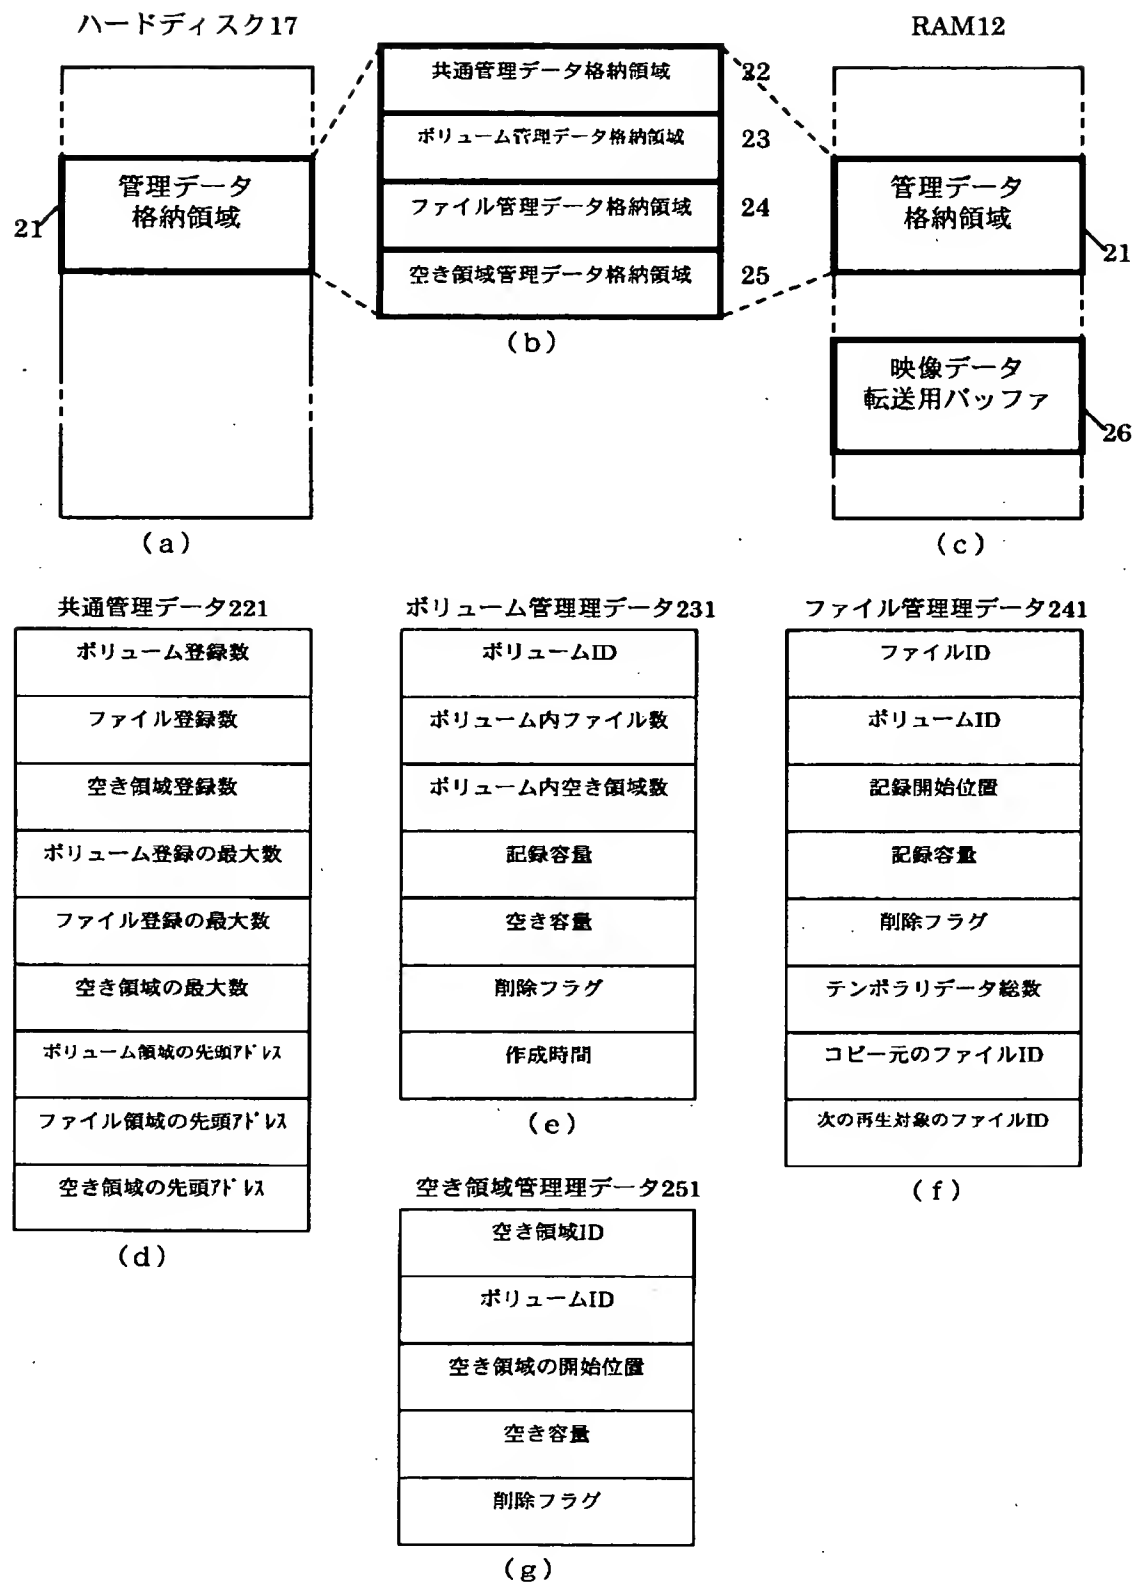 ハードディスク17
RAM12
共通管理データ格納領域
22
ボリューム管理データ格納領域
23
ファイル管理データ格納領域
24
空き領域管理データ格納領域
25
(b)
21
管理データ
格納領域
(a)
管理データ
格納領域
21
映像データ
転送用バッファ
26
(c)
共通管理データ221
ボリューム登録数
ファイル登録数
空き領域登録数
ボリューム登録の最大数
ファイル登録の最大数
空き領域の最大数
ボリューム領域の先頭ｱﾄﾞﾚｽ
ファイル領域の先頭ｱﾄﾞﾚｽ
空き領域の先頭ｱﾄﾞﾚｽ
(d)
ボリューム管理理データ231
ボリュームID
ボリューム内ファイル数
ボリューム内空き領域数
記録容量
空き容量
削除フラグ
作成時間
(e)
ファイル管理理データ241
ファイルID
ボリュームID
記録開始位置
記録容量
削除フラグ
テンポラリデータ総数
コピー元のファイルID
次の再生対象のファイルID
(f)
空き領域管理理データ251
空き領域ID
ボリュームID
空き領域の開始位置
空き容量
削除フラグ
(g)